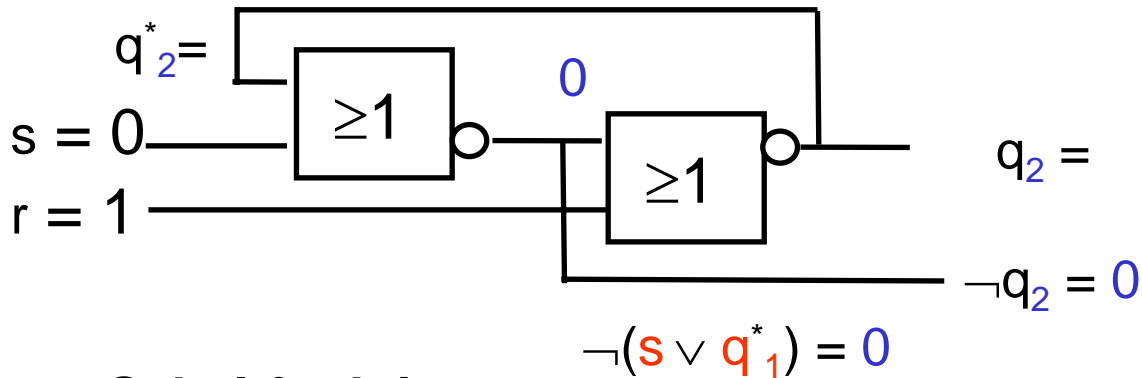 q*₂=
0
≥1
s = 0
≥1
q₂ =
r = 1
¬q₂ = 0
¬(s ∨ q*₁) = 0